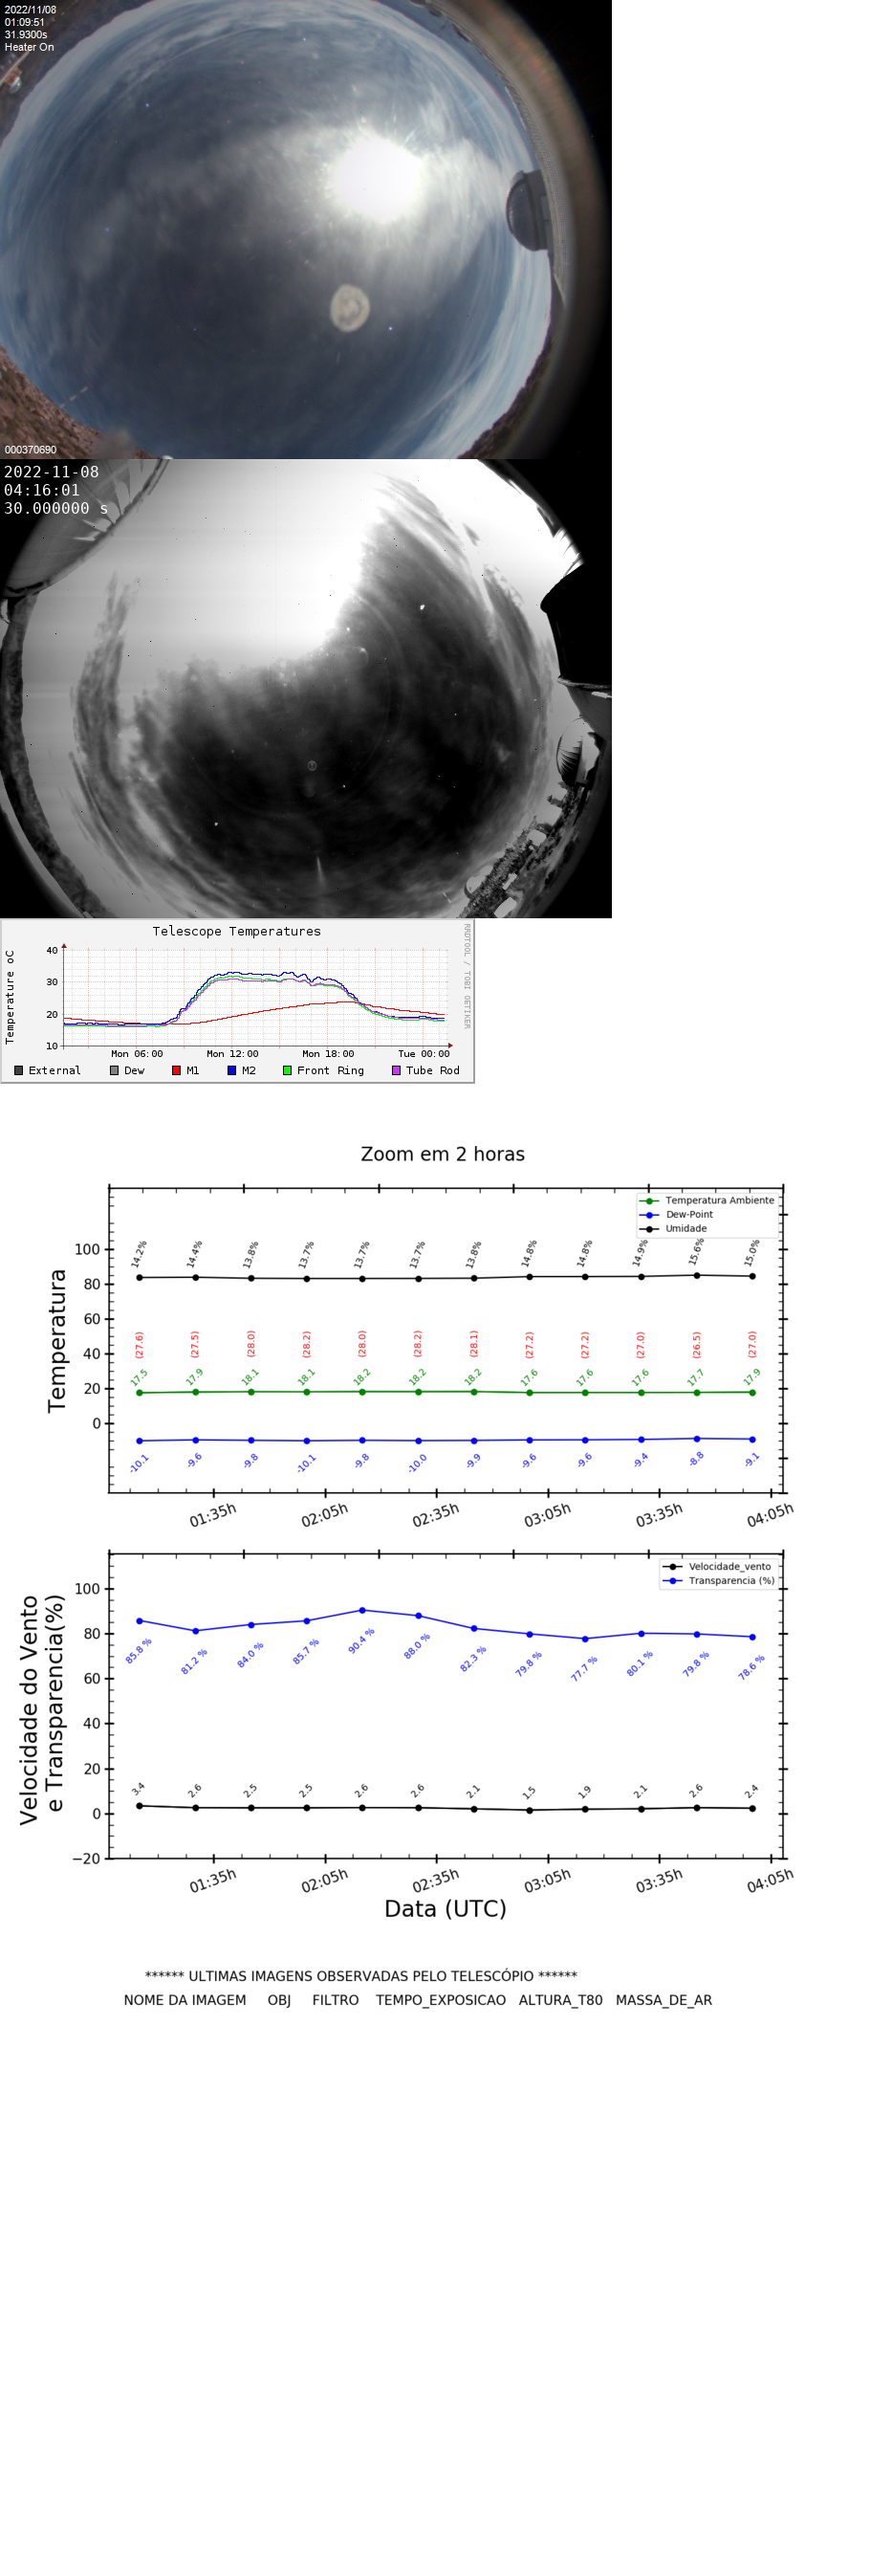 2022/11/08
01:09:51
31.9300s
Heater On
000370690
2022-11-08
04:16:01
30.000000 s
Telescope Temperatures
RRDTOOL / TOBI OETIKER
Temperature oC
40
30
20
10
Mon 06:00 Mon 12:00 Mon 18:00 Tue 00:00
External Dew M1 M2 Front Ring Tube Rod
Zoom em 2 horas
Temperatura Ambiente
Dew-Point
Umidade
Temperatura
100
80
60
40
20
0
14.2% 14.4% 13.8% 13.7% 13.7% 13.7% 13.8% 14.8% 14.8% 14.9% 15.6% 15.0%
(27.6) (27.5) (28.0) (28.2) (28.0) (28.2) (28.1) (27.2) (27.2) (27.0) (26.5) (27.0)
17.5 17.9 18.1 18.1 18.2 18.2 18.2 17.6 17.6 17.6 17.7 17.9
-10.1 -9.6 -9.8 -10.1 -9.8 -10.0 -9.9 -9.6 -9.6 -9.4 -8.8 -9.1
01:35h 02:05h 02:35h 03:05h 03:35h 04:05h
Velocidade_vento
Transparencia (%)
Velocidade do Vento
e Transparencia(%)
100
80
60
40
20
0
−20
85.8 % 81.2 % 84.0 % 85.7 % 90.4 % 88.0 % 82.3 % 79.8 % 77.7 % 80.1 % 79.8 % 78.6 %
3.4 2.6 2.5 2.5 2.6 2.6 2.1 1.5 1.9 2.1 2.6 2.4
01:35h 02:05h 02:35h 03:05h 03:35h 04:05h
Data (UTC)
****** ULTIMAS IMAGENS OBSERVADAS PELO TELESCÓPIO ******
NOME DA IMAGEM OBJ FILTRO TEMPO_EXPOSICAO ALTURA_T80 MASSA_DE_AR